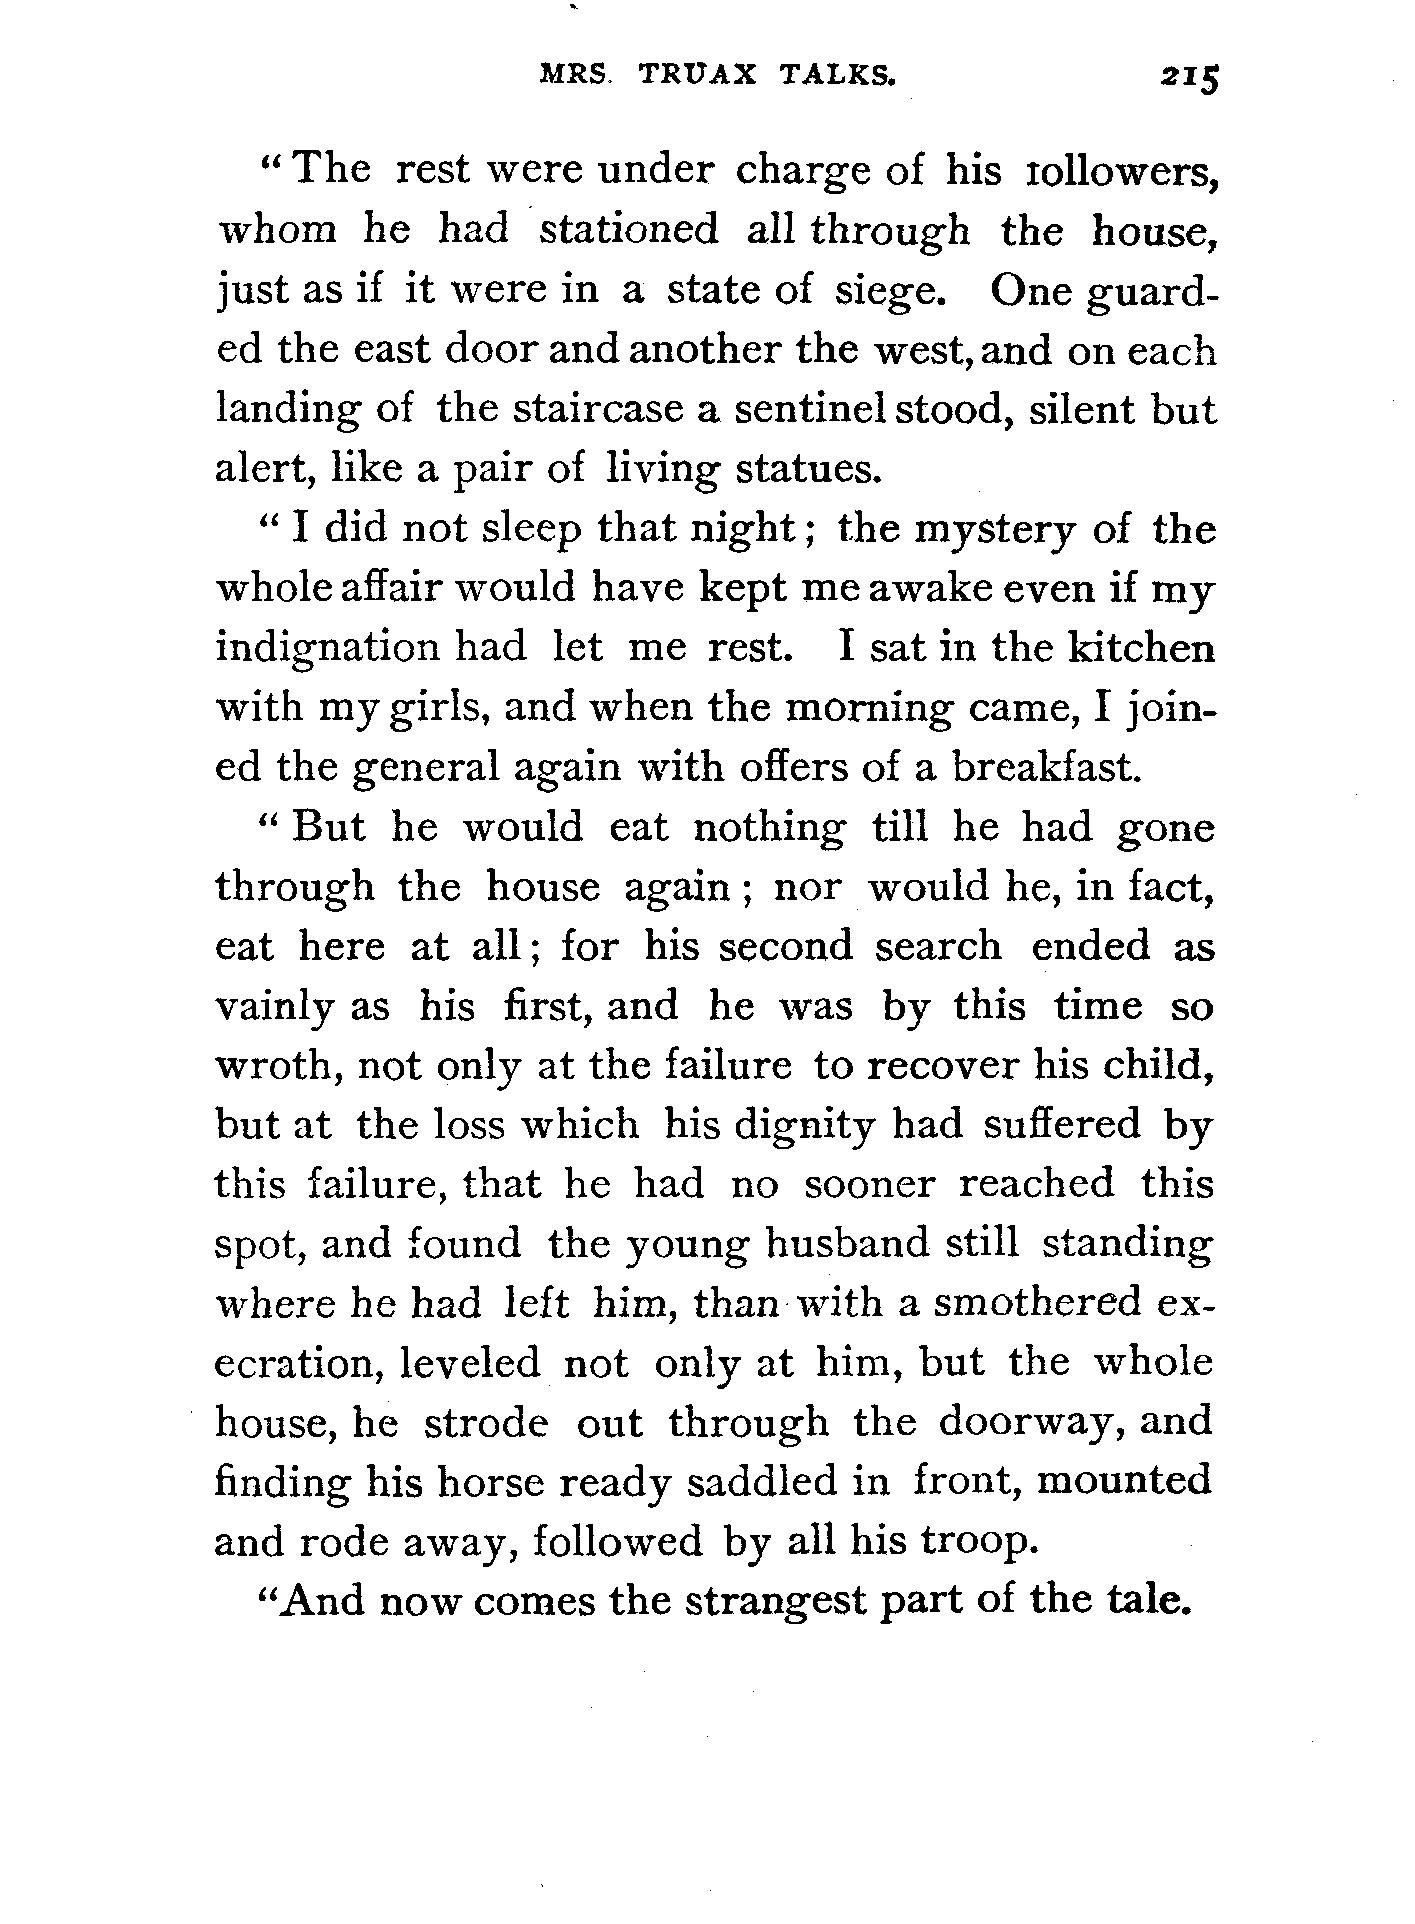 MRS. TRUAX TALKS. 215
“ The rest were under charge of his followers,
whom he had stationed all through the house,
just as if it were in a state of siege. One guard-
ed the east door and another the west, and on each
landing of the staircase a sentinel stood, silent but
alert, like a pair of living statues.
“ I did not sleep that night ; the mystery of the
whole affair would have kept me awake even if my
indignation had let me rest. I sat in the kitchen
with my girls, and when the morning came, I join-
ed the general again with offers of a breakfast.
“ But he would eat nothing till he had gone
through the house again ; nor would he, in fact,
eat here at all ; for his second search ended as
vainly as his first, and he was by this time so
wroth, not only at the failure to recover his child,
but at the loss which his dignity had suffered by
this failure, that he had no sooner reached this
spot, and found the young husband still standing
where he had left him, than with a smothered ex-
ecration, leveled not only at him, but the whole
house, he strode out through the doorway, and
finding his horse ready saddled in front, mounted
and rode away, followed by all his troop.
“And now comes the strangest part of the tale.